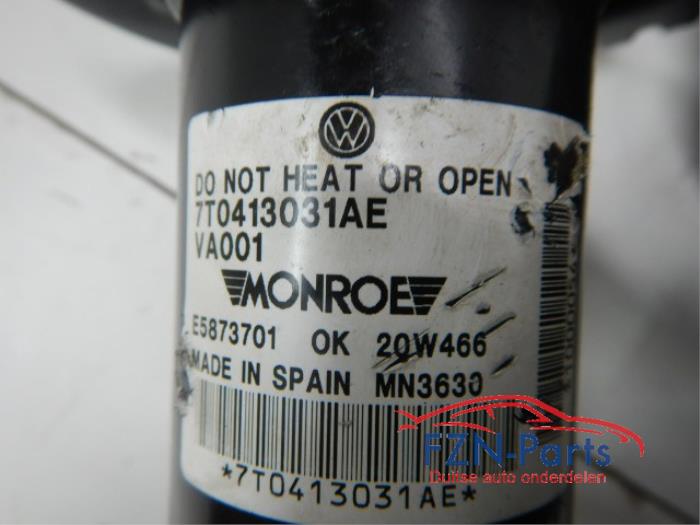 DO NOT HEAT OR OPEN
7T0413031AE
VA001
MONROE
E5873701 OK 20W466
MADE IN SPAIN MN3630
*7T0413031AE*
FZN-Parts
Duitse auto onderdelen